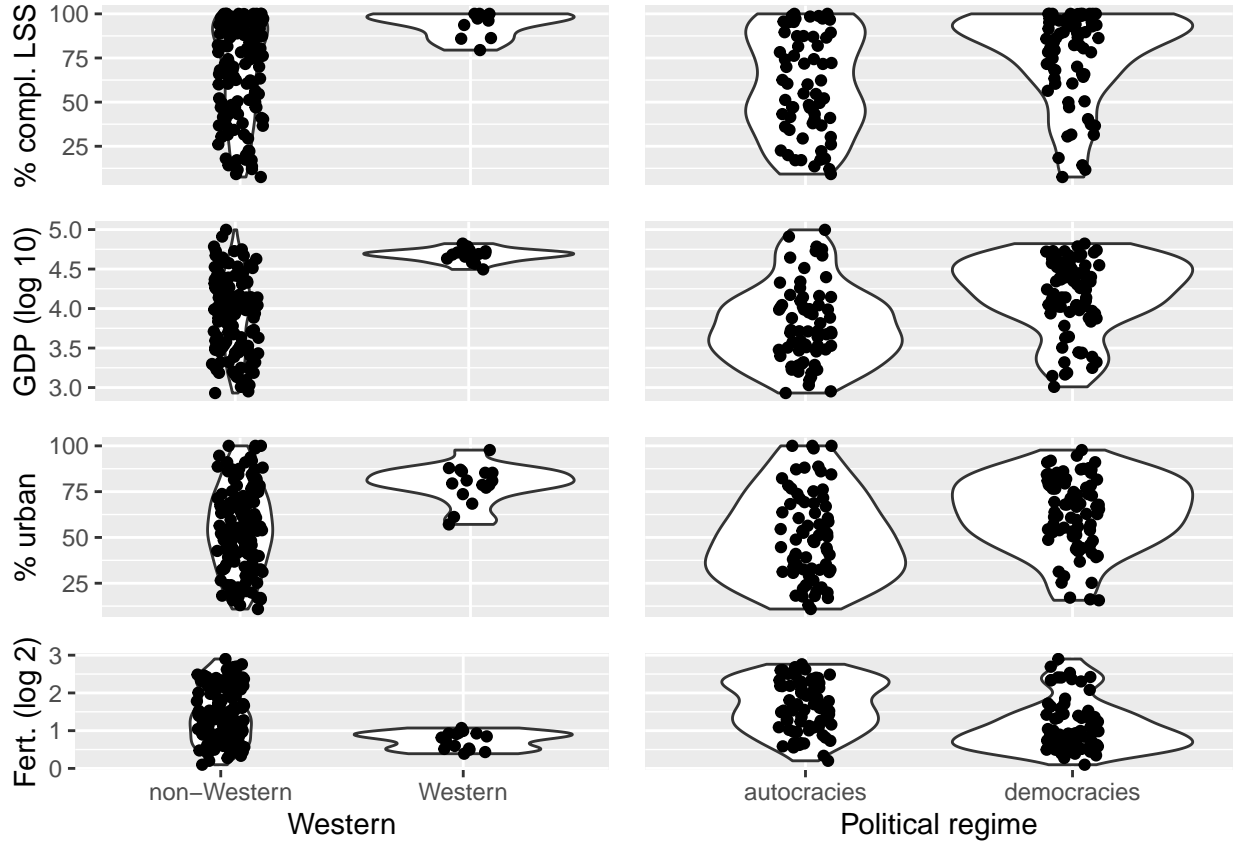 % compl. LSS
100
75
50
25
GDP (log 10)
5.0
4.5
4.0
3.5
3.0
% urban
100
75
50
25
Fert. (log 2)
3
2
1
0
non−Western
Western
autocracies
democracies
Western
Political regime